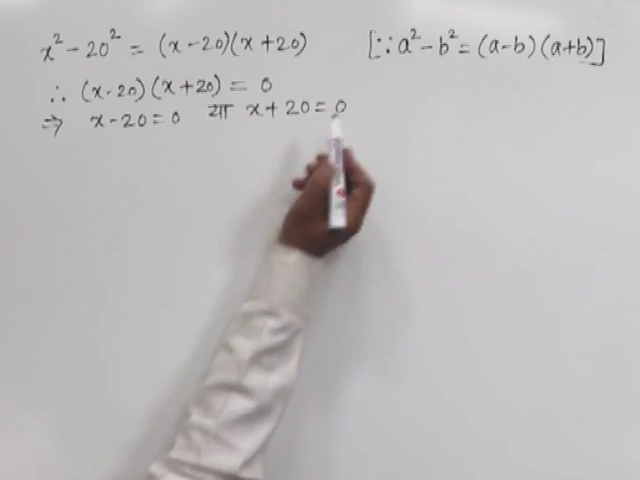 x² - 20² = (x - 20)(x + 20) [∵ a² - b² = (a - b)(a + b)]
∴ (x - 20)(x + 20) = 0
⇒ x - 20 = 0 या x + 20 = 0